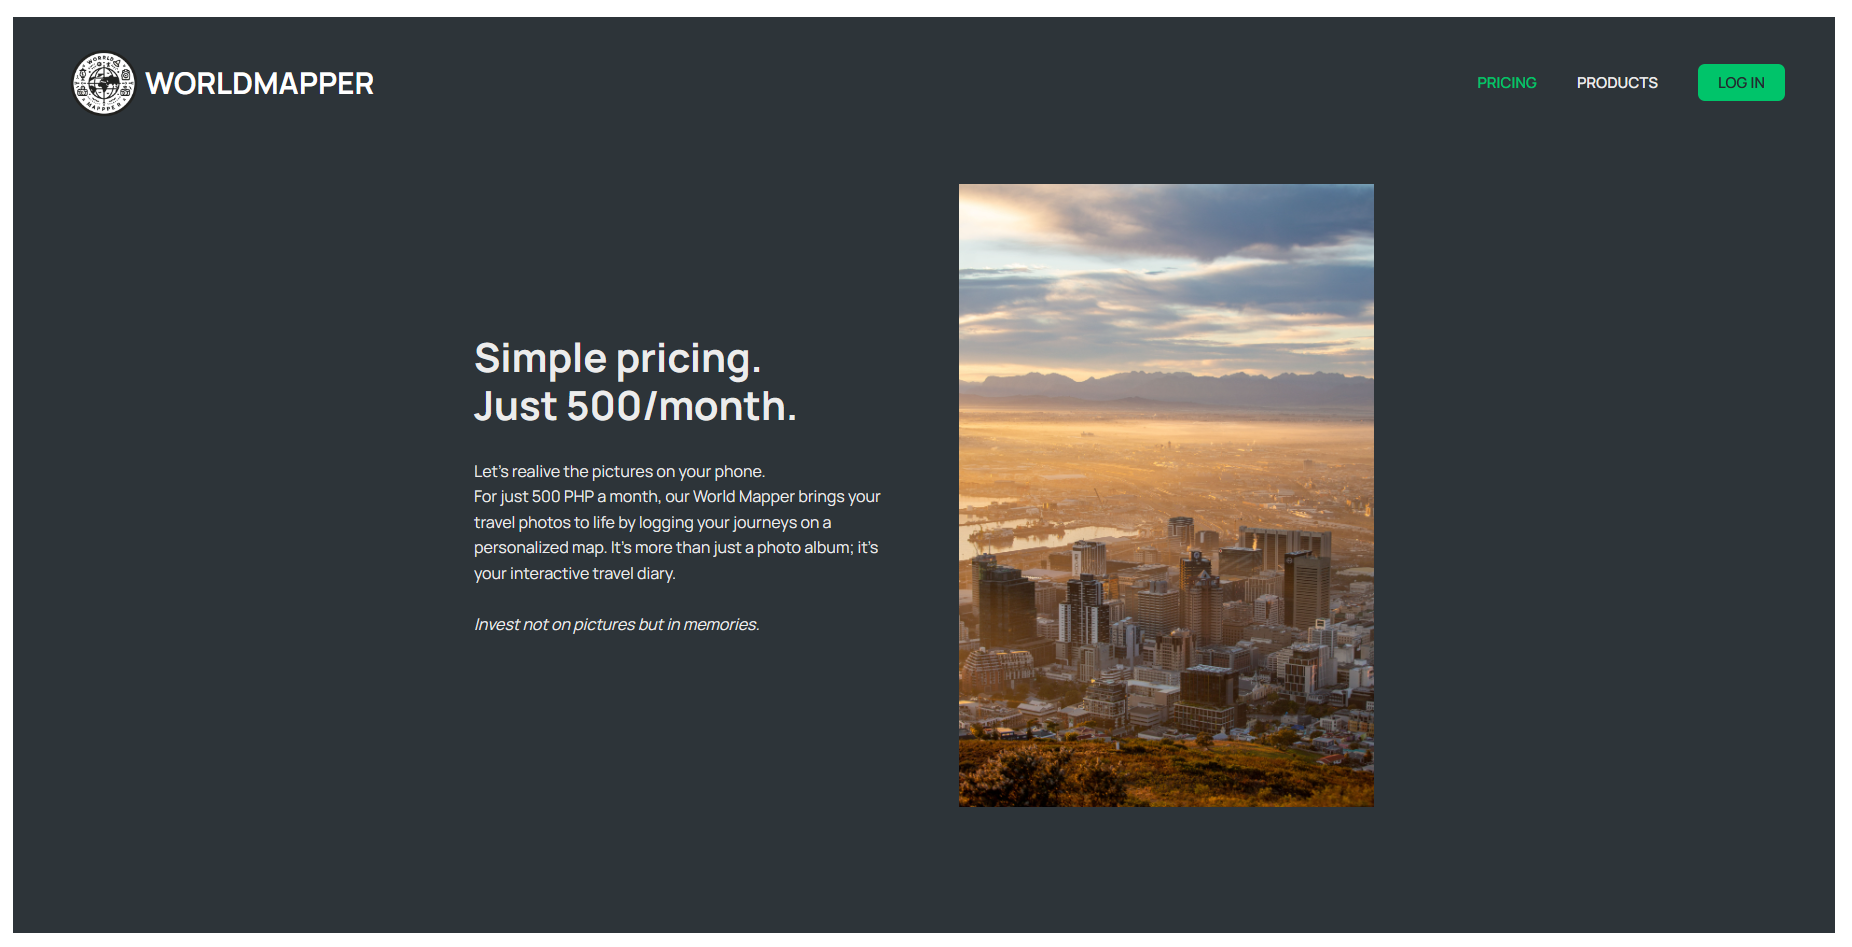 WORLDMAPPER
PRICING
PRODUCTS
LOG IN
Simple pricing.
Just 500/month.
Let's realive the pictures on your phone.
For just 500 PHP a month, our World Mapper brings your
travel photos to life by logging your journeys on a
personalized map. It's more than just a photo album; it's
your interactive travel diary.
Invest not on pictures but in memories.